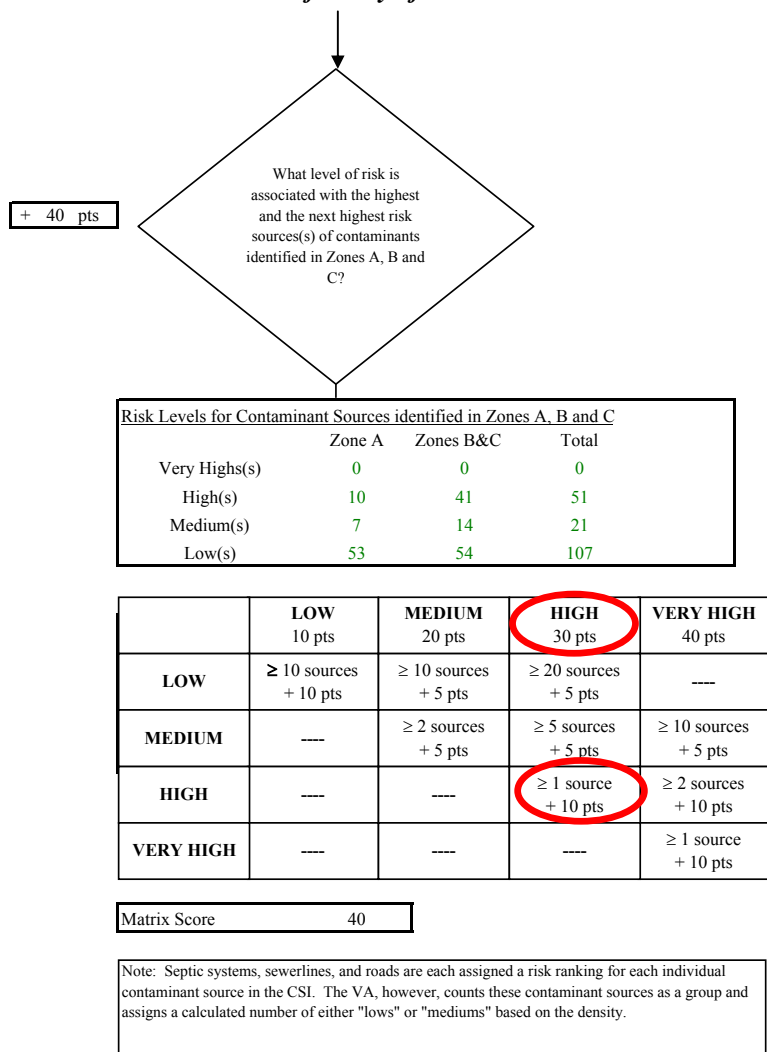 What level of risk is
associated with the highest
and the next highest risk
sources(s) of contaminants
identified in Zones A, B and
C?
+ 40 pts
Risk Levels for Contaminant Sources identified in Zones A, B and C
Zone A Zones B&C Total
Very Highs(s) 0 0 0
High(s) 10 41 51
Medium(s) 7 14 21
Low(s) 53 54 107
LOW MEDIUM HIGH VERY HIGH
10 pts 20 pts 30 pts 40 pts
LOW ≥ 10 sources + 10 pts ≥ 10 sources + 5 pts ≥ 20 sources + 5 pts ----
MEDIUM ---- ≥ 2 sources + 5 pts ≥ 5 sources + 5 pts ≥ 10 sources + 5 pts
HIGH ---- ---- ≥ 1 source + 10 pts ≥ 2 sources + 10 pts
VERY HIGH ---- ---- ---- ≥ 1 source + 10 pts
Matrix Score 40
Note: Septic systems, sewerlines, and roads are each assigned a risk ranking for each individual
contaminant source in the CSI. The VA, however, counts these contaminant sources as a group and
assigns a calculated number of either "lows" or "mediums" based on the density.